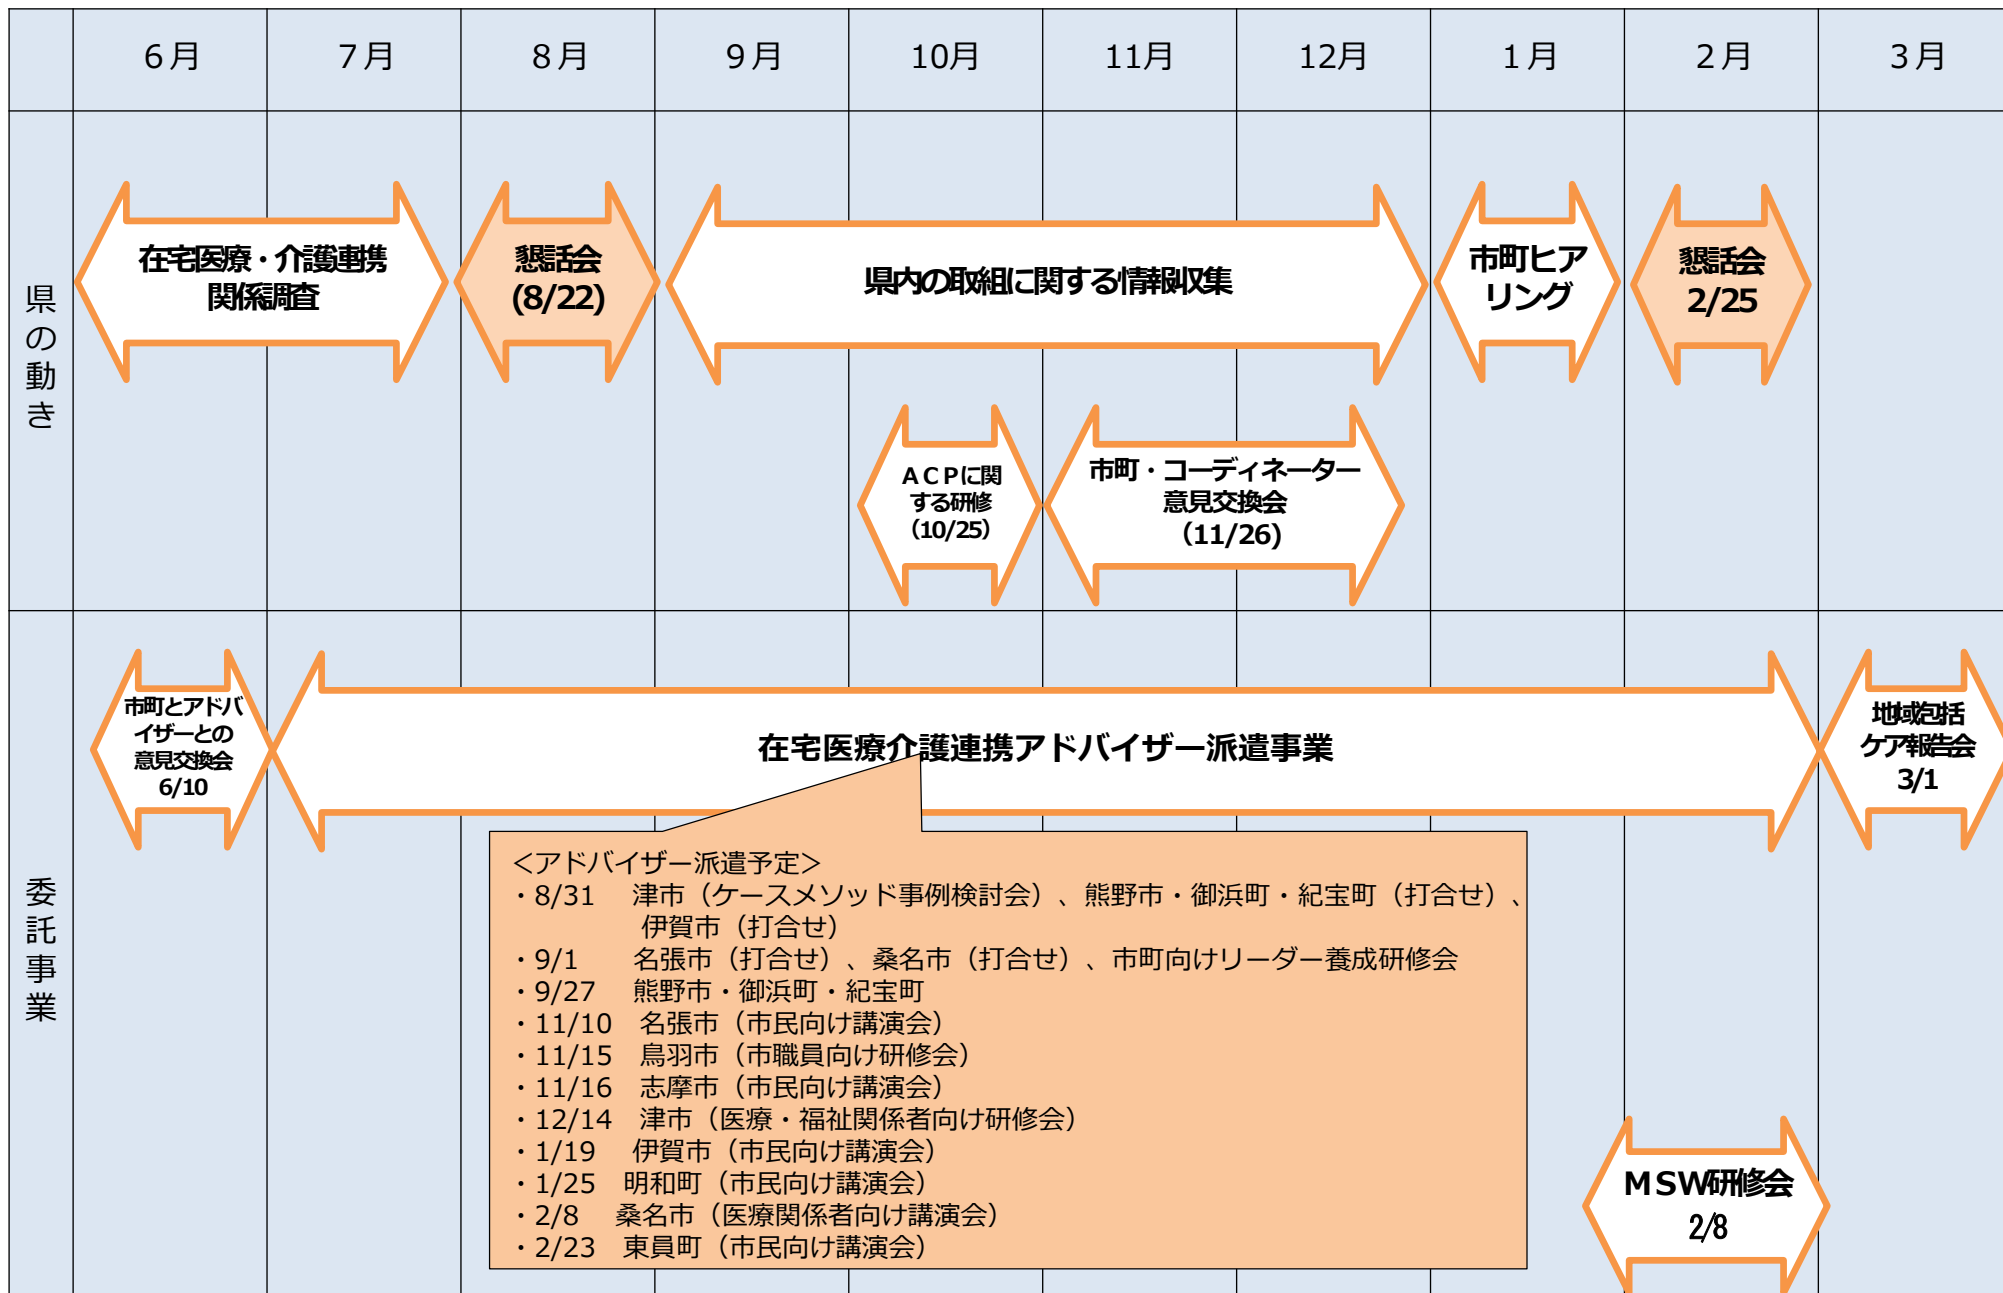 6月 7月 8月 9月 10月 11月 12月 1月 2月 3月
県の動き
在宅医療・介護連携
関係調査
懇話会
(8/22)
県内の取組に関する情報収集
市町ヒア
リング
懇話会
2/25
ACPに関
する研修
（10/25）
市町・コーディネーター
意見交換会
（11/26)
委託事業
市町とアドバ
イザーとの
意見交換会
6/10
在宅医療介護連携アドバイザー派遣事業
地域包括
ケア報告会
3/1
＜アドバイザー派遣予定＞
・8/31 津市（ケースメソッド事例検討会）、熊野市・御浜町・紀宝町（打合せ）、
伊賀市（打合せ）
・9/1 名張市（打合せ）、桑名市（打合せ）、市町向けリーダー養成研修会
・9/27 熊野市・御浜町・紀宝町
・11/10 名張市（市民向け講演会）
・11/15 鳥羽市（市職員向け研修会）
・11/16 志摩市（市民向け講演会）
・12/14 津市（医療・福祉関係者向け研修会）
・1/19 伊賀市（市民向け講演会）
・1/25 明和町（市民向け講演会）
・2/8 桑名市（医療関係者向け講演会）
・2/23 東員町（市民向け講演会）
MSW研修会
2/8